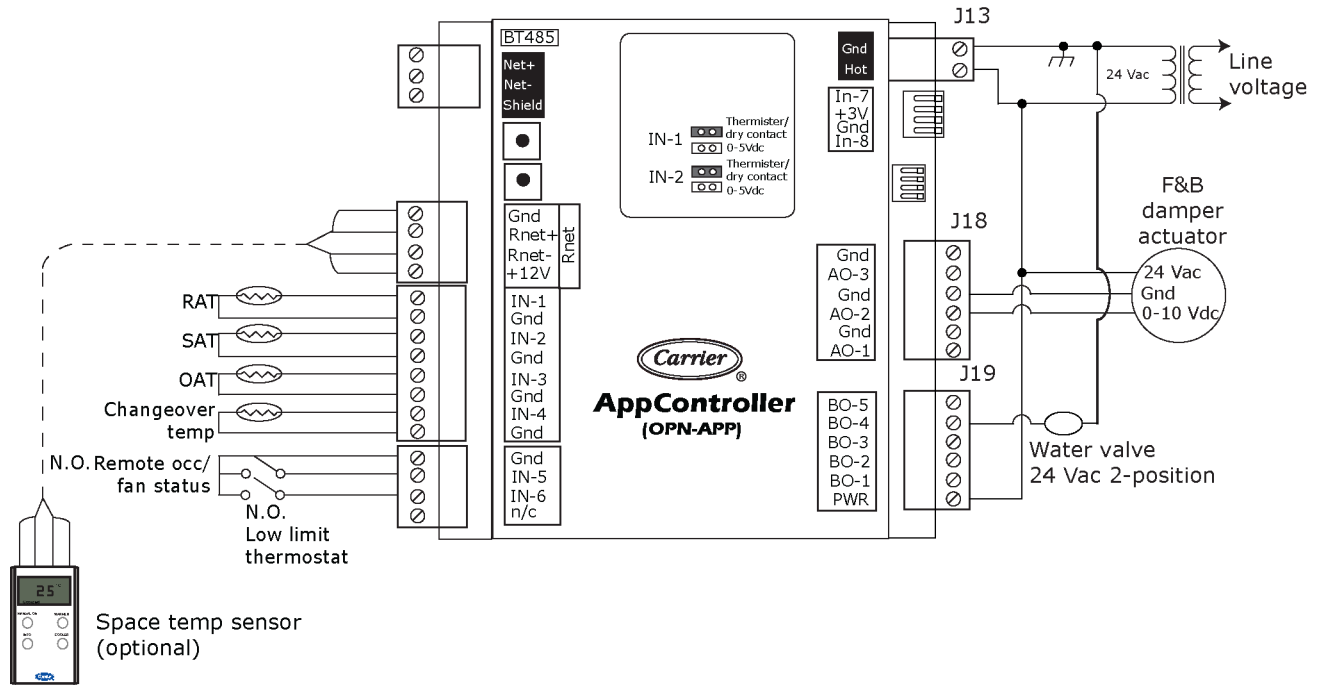 BT485
Net+
Net-
Shield
Gnd
Rnet+
Rnet-
+12V
Rnet
IN-1
Gnd
IN-2
Gnd
IN-3
Gnd
IN-4
Gnd
Gnd
IN-5
IN-6
n/c
RAT
SAT
OAT
Changeover
temp
N.O. Remote occ/
fan status
N.O.
Low limit
thermostat
25
Space temp sensor
(optional)
IN-1
Thermister/
dry contact
0-5Vdc
IN-2
Thermister/
dry contact
0-5Vdc
Carrier
®
AppController
(OPN-APP)
Gnd
Hot
In-7
+3V
Gnd
In-8
Gnd
AO-3
Gnd
AO-2
Gnd
AO-1
BO-5
BO-4
BO-3
BO-2
BO-1
PWR
J13
24 Vac
Line
voltage
J18
F&B
damper
actuator
24 Vac
Gnd
0-10 Vdc
J19
Water valve
24 Vac 2-position